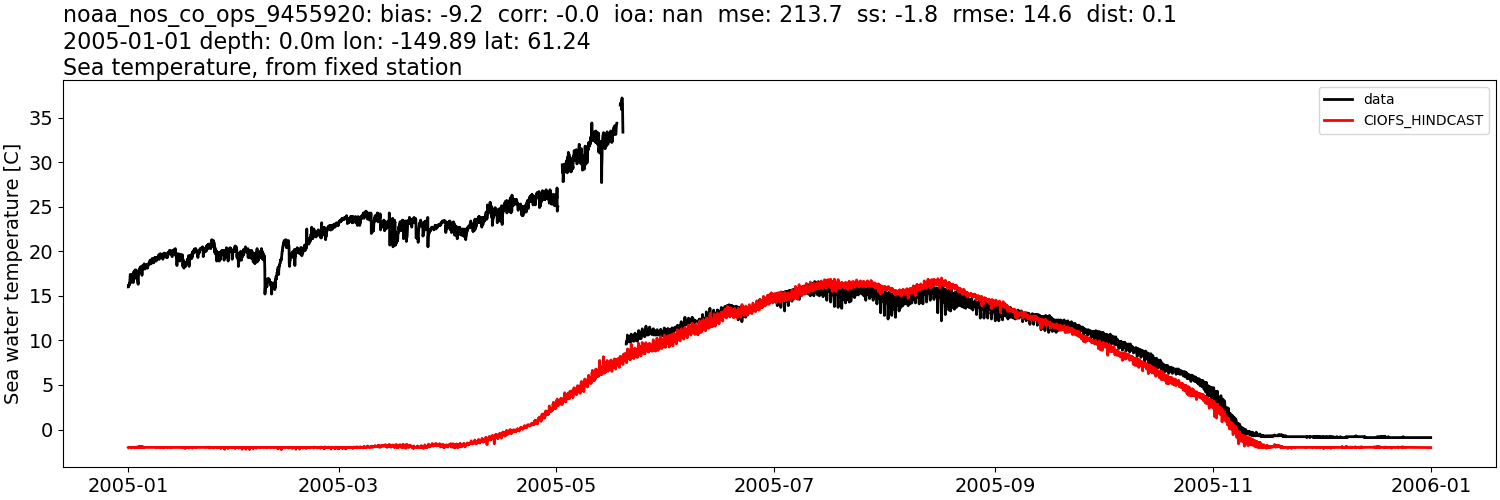 noaa_nos_co_ops_9455920: bias: -9.2  corr: -0.0  ioa: nan  mse: 213.7  ss: -1.8  rmse: 14.6  dist: 0.1
2005-01-01 depth: 0.0m lon: -149.89 lat: 61.24
Sea temperature, from fixed station
data
CIOFS_HINDCAST
Sea water temperature [C]
35
30
25
20
15
10
5
0
2005-01
2005-03
2005-05
2005-07
2005-09
2005-11
2006-01